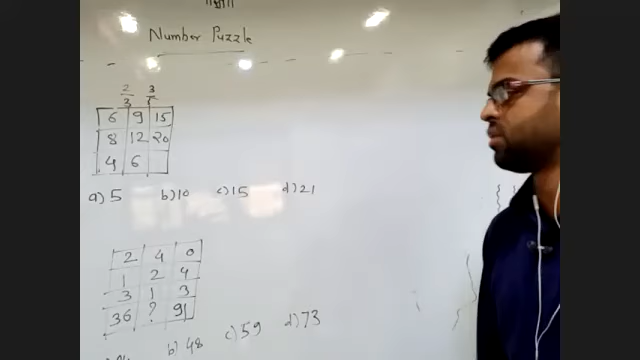 Number Puzzle
2/3 3/5
6 9 15
8 12 20
4 6
a) 5 b) 10 c) 15 d) 21
2 4 0
1 2 4
3 1 3
36 ? 91
b) 48 c) 59 d) 73